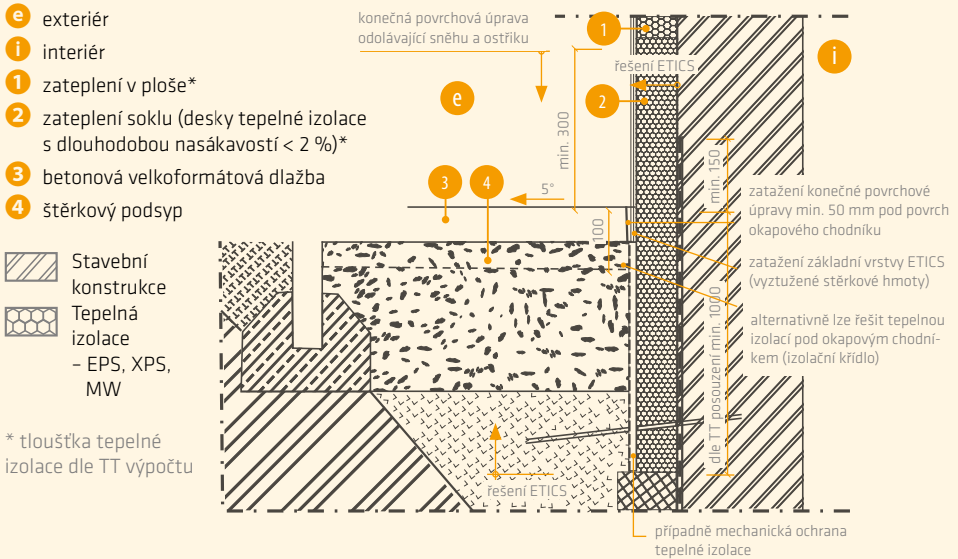 e exteriér
i interiér
1 zateplení v ploše*
2 zateplení soklu (desky tepelné izolace
s dlouhodobou nasákavostí < 2 %)*
3 betonová velkoformátová dlažba
4 štěrkový podsyp
Stavební
konstrukce
Tepelná
izolace
– EPS, XPS,
MW
* tloušťka tepelné
izolace dle TT výpočtu
konečná povrchová úprava
odolávající sněhu a ostřiku
1
řešení ETICS
i
e
2
min. 300
min. 150
3
4
5°
100
zatažení konečné povrchové
úpravy min. 50 mm pod povrch
okapového chodníku
zatažení základní vrstvy ETICS
(vyztužené stěrkové hmoty)
alternativně lze řešit tepelnou
izolací pod okapovým chodní-
kem (izolační křídlo)
dle TT posouzení min. 1000
řešení ETICS
případně mechanická ochrana
tepelné izolace